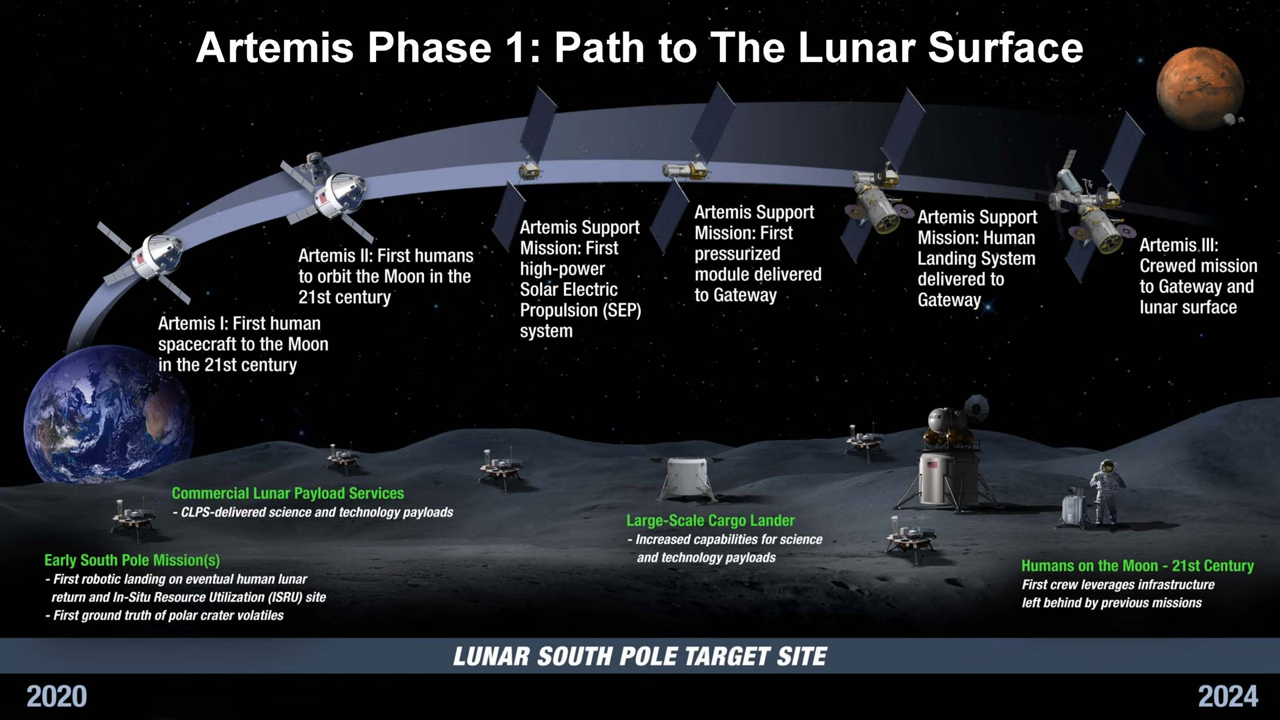 Artemis Phase 1: Path to The Lunar Surface
Artemis I: First human
spacecraft to the Moon
in the 21st century
Artemis II: First humans
to orbit the Moon in the
21st century
Artemis Support
Mission: First
high-power
Solar Electric
Propulsion (SEP)
system
Artemis Support
Mission: First
pressurized
module delivered
to Gateway
Artemis Support
Mission: Human
Landing System
delivered to
Gateway
Artemis III:
Crewed mission
to Gateway and
lunar surface
Commercial Lunar Payload Services
- CLPS-delivered science and technology payloads
Early South Pole Mission(s)
- First robotic landing on eventual human lunar
return and In-Situ Resource Utilization (ISRU) site
- First ground truth of polar crater volatiles
Large-Scale Cargo Lander
- Increased capabilities for science
and technology payloads
Humans on the Moon - 21st Century
First crew leverages infrastructure
left behind by previous missions
LUNAR SOUTH POLE TARGET SITE
2020
2024